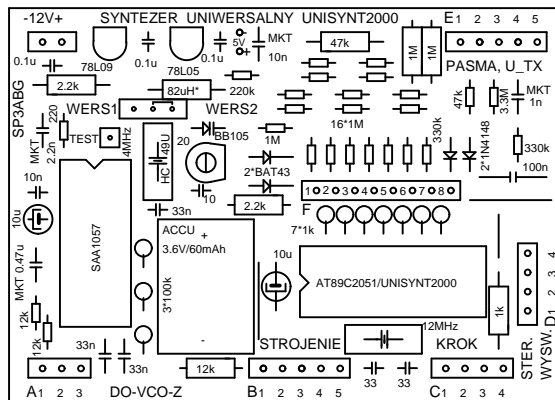 -12V+ SYNTEZER UNIWERSALNY UNISYNT2000 E1 2 3 4 5
0.1u 0.1u 5V - + MKT 10n 47k 1M 1M
78L09 78L05 0.1u
SP3ABG 2.2k 82uH* 220k PASMA, U_TX
WERS1 WERS2 47k 3.3M MKT 1n
220 MKT 2.2n TEST 4MHz HC-49U 20 BB105 1M 16*1M 330k 2*1N4148 330k
10n 2*BAT43 100n
10u 33n 10 2.2k F 1 2 3 4 5 6 7 8
SAA1057 ACCU + 7*1k
3.6V/60mAh
MKT 0.47u 3*100k 10u AT89C2051/UNISYNT2000 1k D1 2 3 4
12k
12k 33n - STROJENIE 12MHz KROK STER. WYSW.
33n 12k 33 33
A1 2 3 DO-VCO-Z B1 2 3 4 5 C1 2 3 4